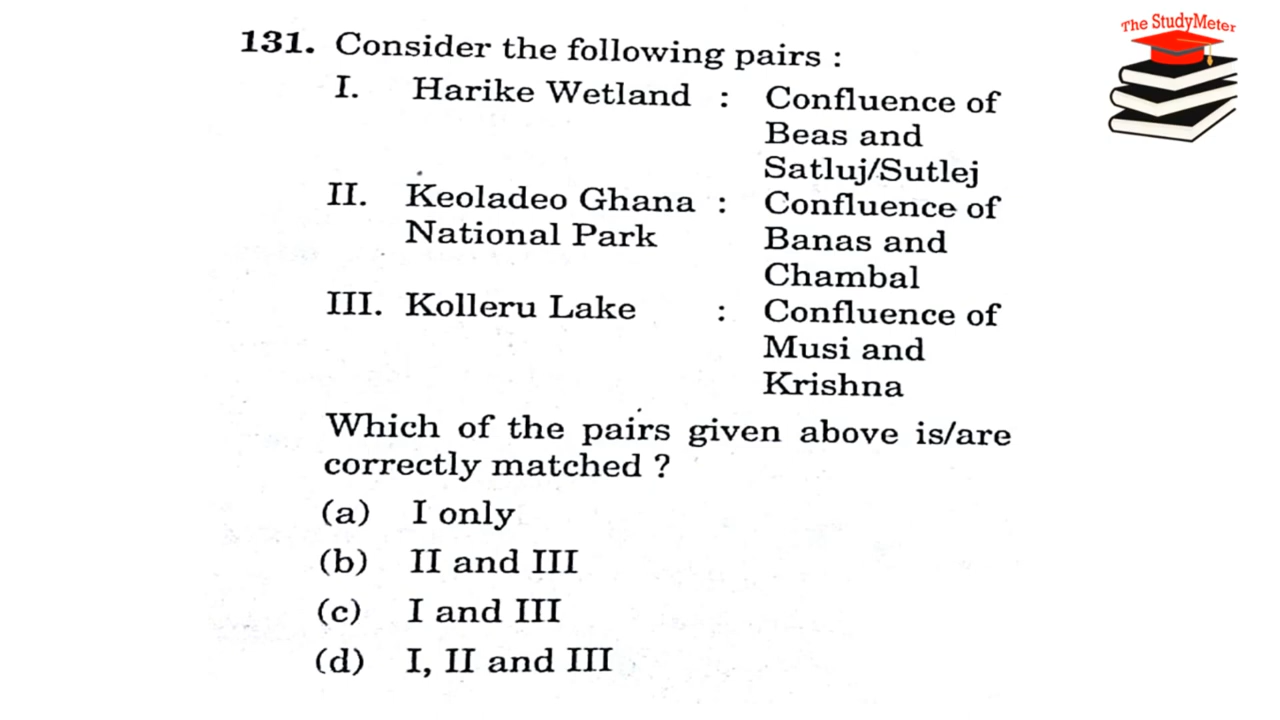 The StudyMeter
131. Consider the following pairs :
I. Harike Wetland : Confluence of
Beas and
Satluj/Sutlej
II. Keoladeo Ghana : Confluence of
National Park Banas and
Chambal
III. Kolleru Lake : Confluence of
Musi and
Krishna
Which of the pairs given above is/are
correctly matched ?
(a) I only
(b) II and III
(c) I and III
(d) I, II and III